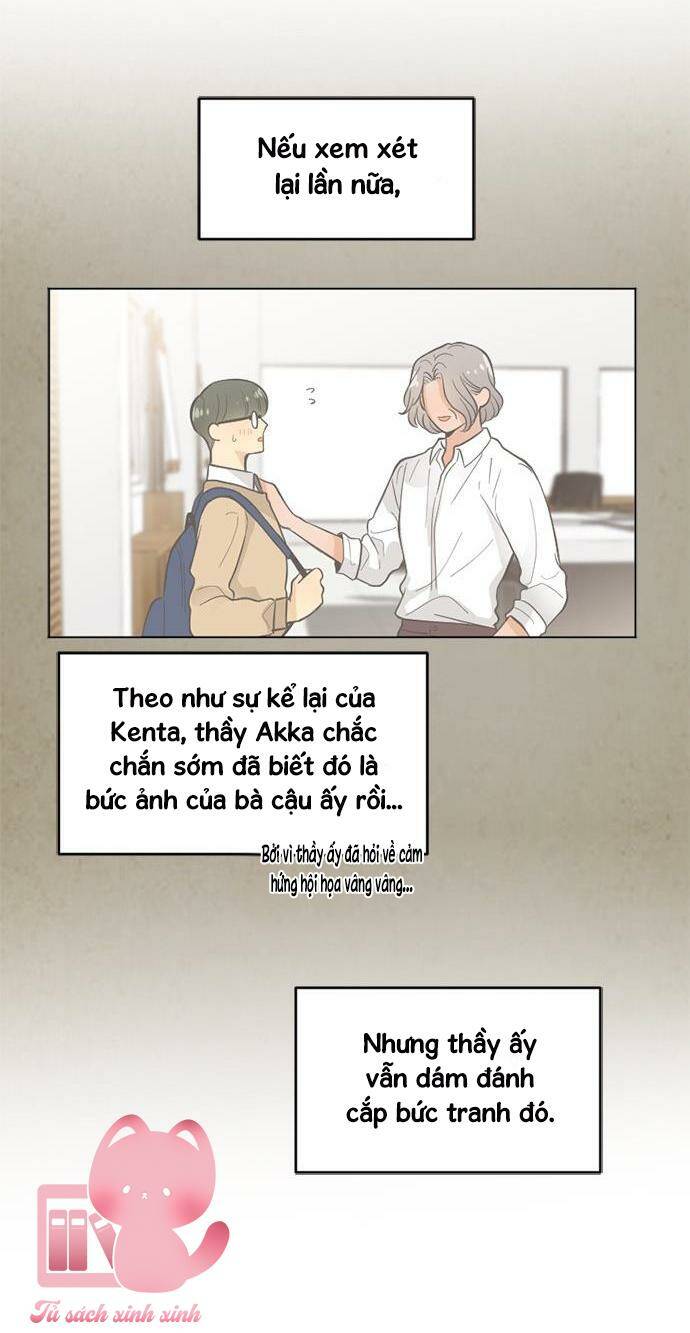 Nếu xem xét
lại lần nữa,
Theo như sự kể lại của
Kenta, thầy Akka chắc
chắn sớm đã biết đó là
bức ảnh của bà cậu ấy rồi...
Bởi vì thầy ấy đã hỏi về cảm
hứng hội họa vâng vâng...
Nhưng thầy ấy
vẫn dám đánh
cắp bức tranh đó.
Tủ sách xinh xinh